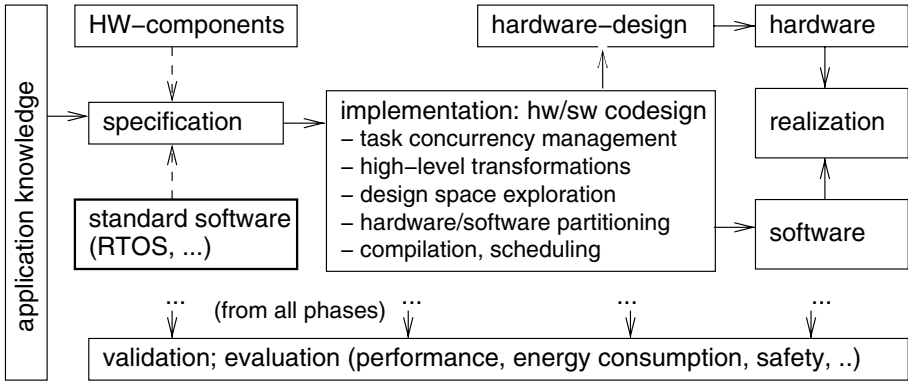 application knowledge
HW−components
hardware−design
hardware
specification
implementation: hw/sw codesign
− task concurrency management
− high−level transformations
− design space exploration
− hardware/software partitioning
− compilation, scheduling
realization
standard software
(RTOS, ...)
software
... (from all phases) ... ... ...
validation; evaluation (performance, energy consumption, safety, ..)